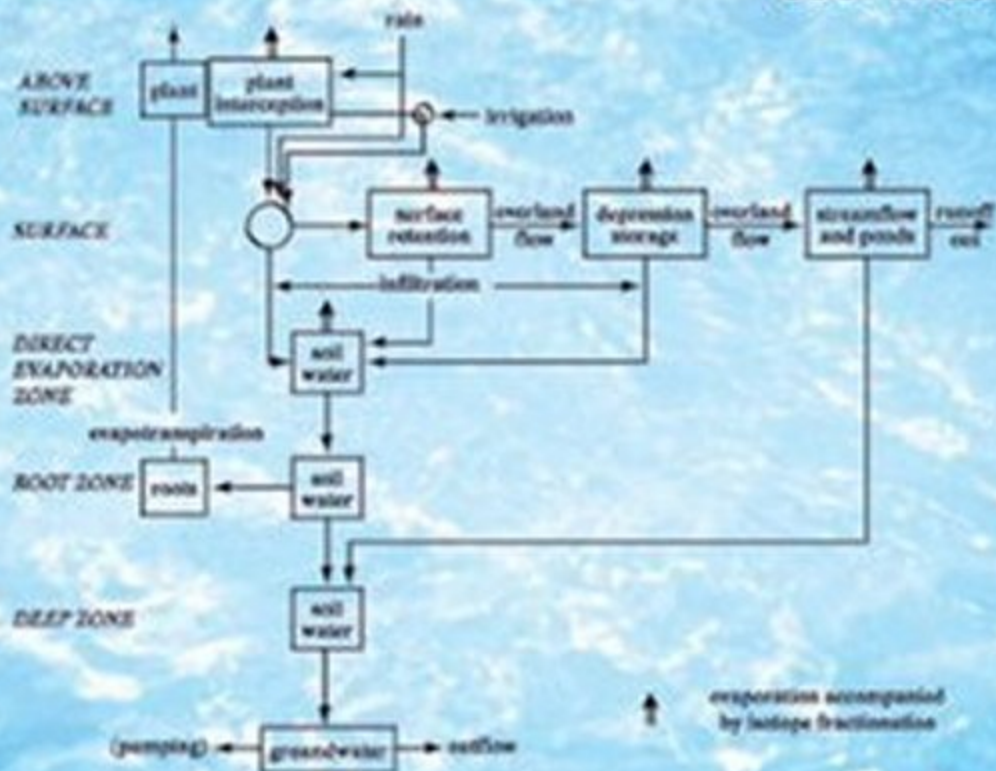 rain
ABOVE
SURFACE
plant
plant
interception
irrigation
SURFACE
surface
retention
overland
flow
depression
storage
overland
flow
streamflow
and ponds
runoff
out
infiltration
DIRECT
EVAPORATION
ZONE
soil
water
evapotranspiration
ROOT ZONE
roots
soil
water
DEEP ZONE
soil
water
evaporation accompanied
by isotope fractionation
(pumping)
groundwater
outflow